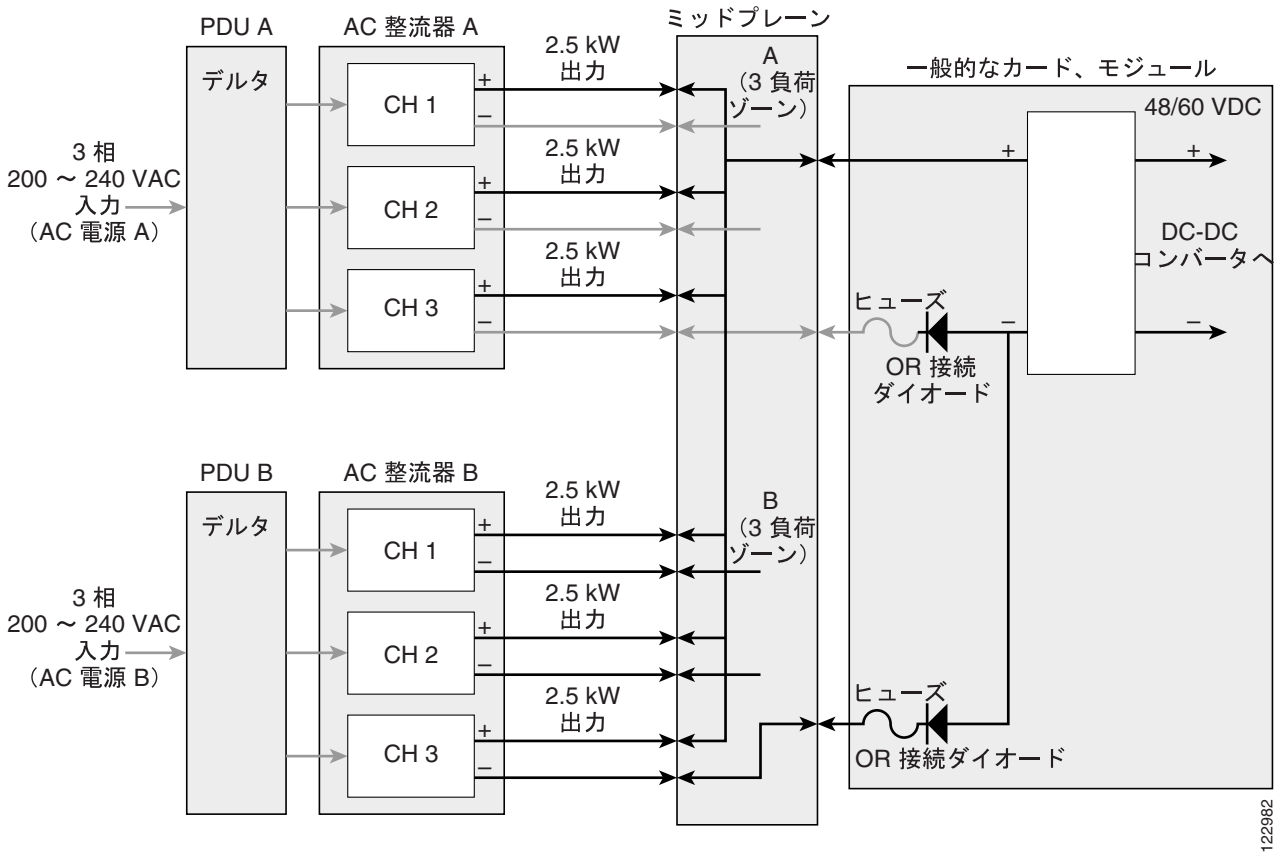 ミッドプレーン
PDU A
AC 整流器 A
デルタ
3 相
200 ～ 240 VAC
入力
（AC 電源 A）
CH 1
+
–
CH 2
+
–
CH 3
+
–
2.5 kW
出力
2.5 kW
出力
2.5 kW
出力
A
（3 負荷
ゾーン）
一般的なカード、モジュール
48/60 VDC
+
+
DC-DC
コンバータへ
–
–
ヒューズ
OR 接続
ダイオード
PDU B
AC 整流器 B
デルタ
3 相
200 ～ 240 VAC
入力
（AC 電源 B）
CH 1
+
–
CH 2
+
–
CH 3
+
–
2.5 kW
出力
2.5 kW
出力
2.5 kW
出力
B
（3 負荷
ゾーン）
ヒューズ
OR 接続ダイオード
122982